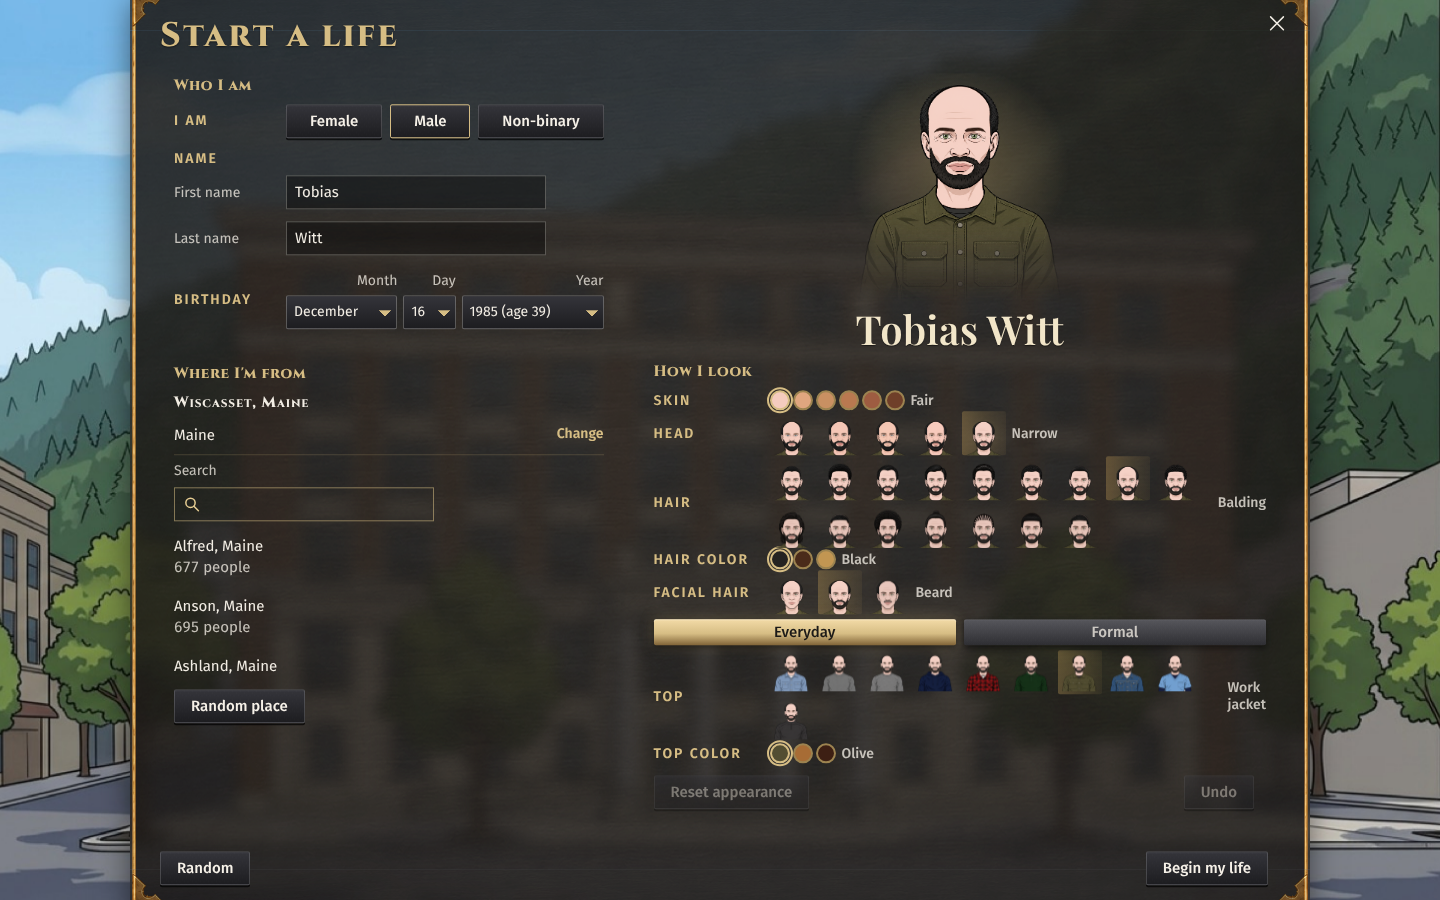 START A LIFE
WHO I AM
I AM
Female
Male
Non-binary
NAME
First name
Tobias
Last name
Witt
Month
Day
Year
BIRTHDAY
December
16
1985 (age 39)
Tobias Witt
WHERE I'M FROM
WISCASSET, MAINE
Maine
Change
Search
Alfred, Maine
677 people
Anson, Maine
695 people
Ashland, Maine
Random place
HOW I LOOK
SKIN
Fair
HEAD
Narrow
HAIR
Balding
HAIR COLOR
Black
FACIAL HAIR
Beard
Everyday
Formal
TOP
Work
jacket
TOP COLOR
Olive
Reset appearance
Undo
Random
Begin my life